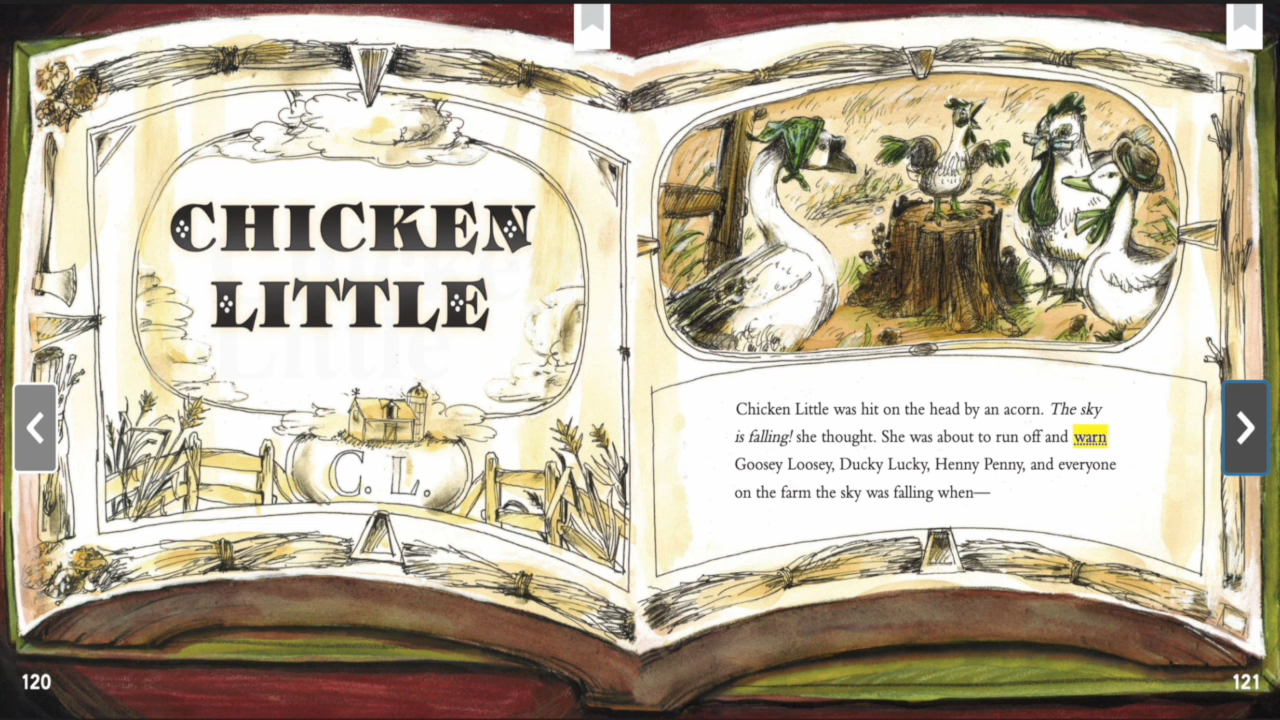 CHICKEN
LITTLE
C. L.
Chicken Little was hit on the head by an acorn. The sky
is falling! she thought. She was about to run off and warn
Goosey Loosey, Ducky Lucky, Henny Penny, and everyone
on the farm the sky was falling when—
120
121